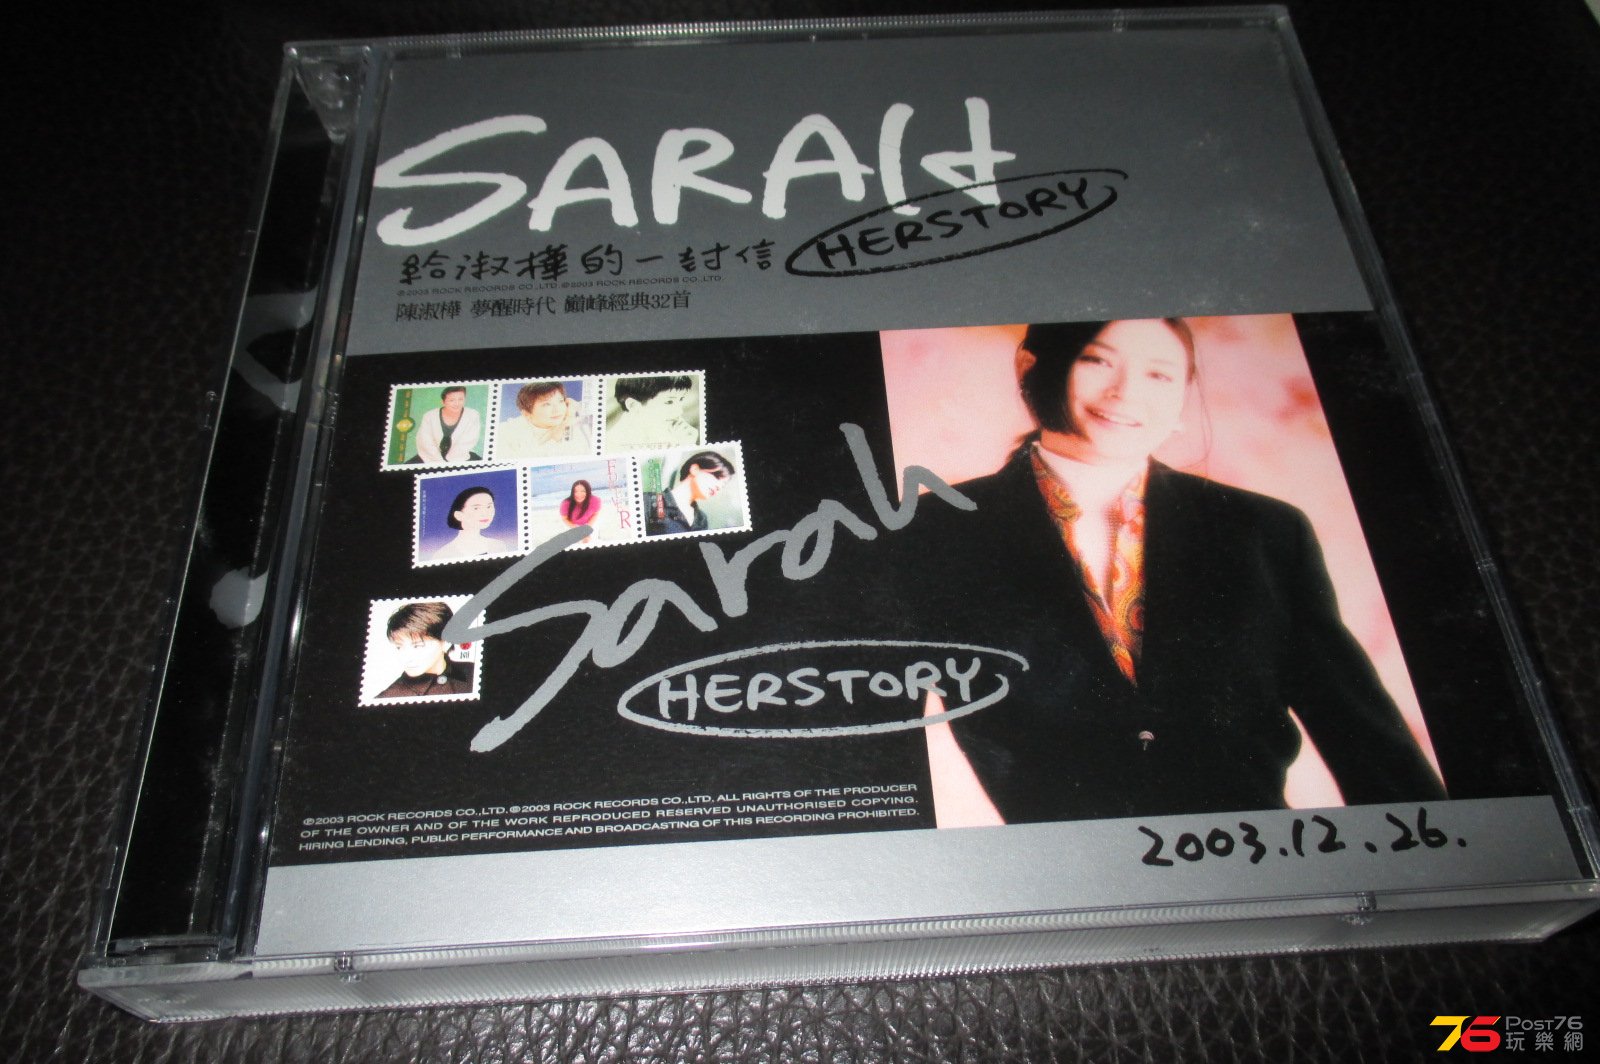 SARAH
給淑樺的一封信 HERSTORY
℗2003 ROCK RECORDS CO.,LTD.©2003 ROCK RECORDS CO.,LTD.
陳淑樺 夢醒時代 巔峰經典32首
FOREVER
Sarah
HERSTORY
℗2003 ROCK RECORDS CO.,LTD.©2003 ROCK RECORDS CO.,LTD. ALL RIGHTS OF THE PRODUCER
OF THE OWNER AND OF THE WORK REPRODUCED RESERVED UNAUTHORISED COPYING.
HIRING LENDING, PUBLIC PERFORMANCE AND BROADCASTING OF THIS RECORDING PROHIBITED.
2003.12.26.
76 Post76
玩樂網